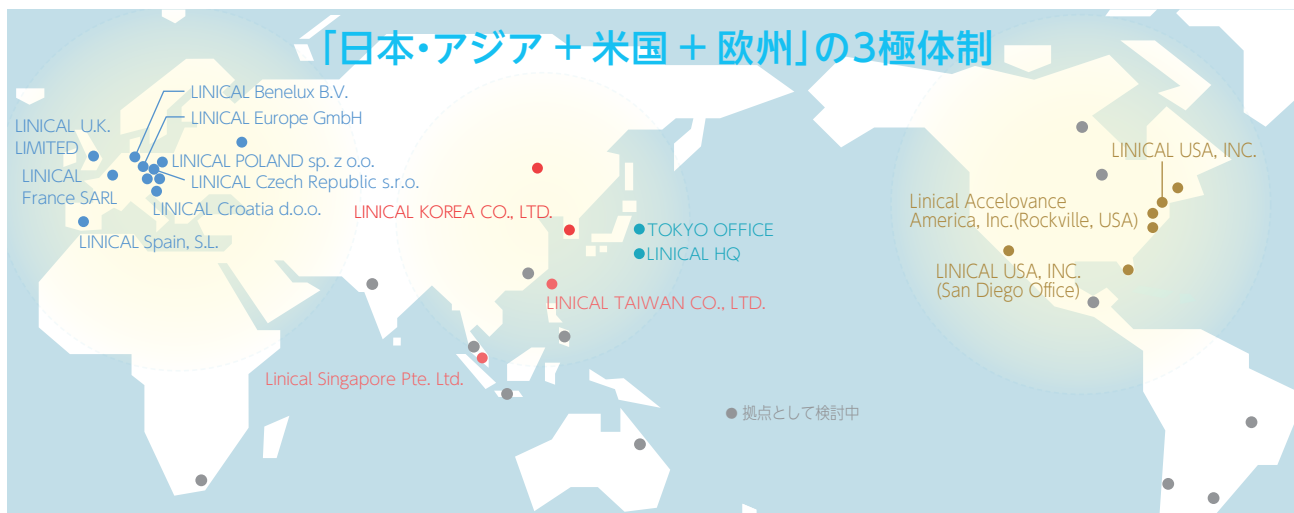 「日本・アジア + 米国 + 欧州」の3極体制
LINICAL Benelux B.V.
LINICAL Europe GmbH
LINICAL U.K.
LIMITED
LINICAL POLAND sp. z o.o.
LINICAL
France SARL
LINICAL Czech Republic s.r.o.
LINICAL Croatia d.o.o.
LINICAL Spain, S.L.
LINICAL KOREA CO., LTD.
TOKYO OFFICE
LINICAL HQ
LINICAL TAIWAN CO., LTD.
Linical Singapore Pte. Ltd.
LINICAL USA, INC.
Linical Accelovance
America, Inc.(Rockville, USA)
LINICAL USA, INC.
(San Diego Office)
拠点として検討中